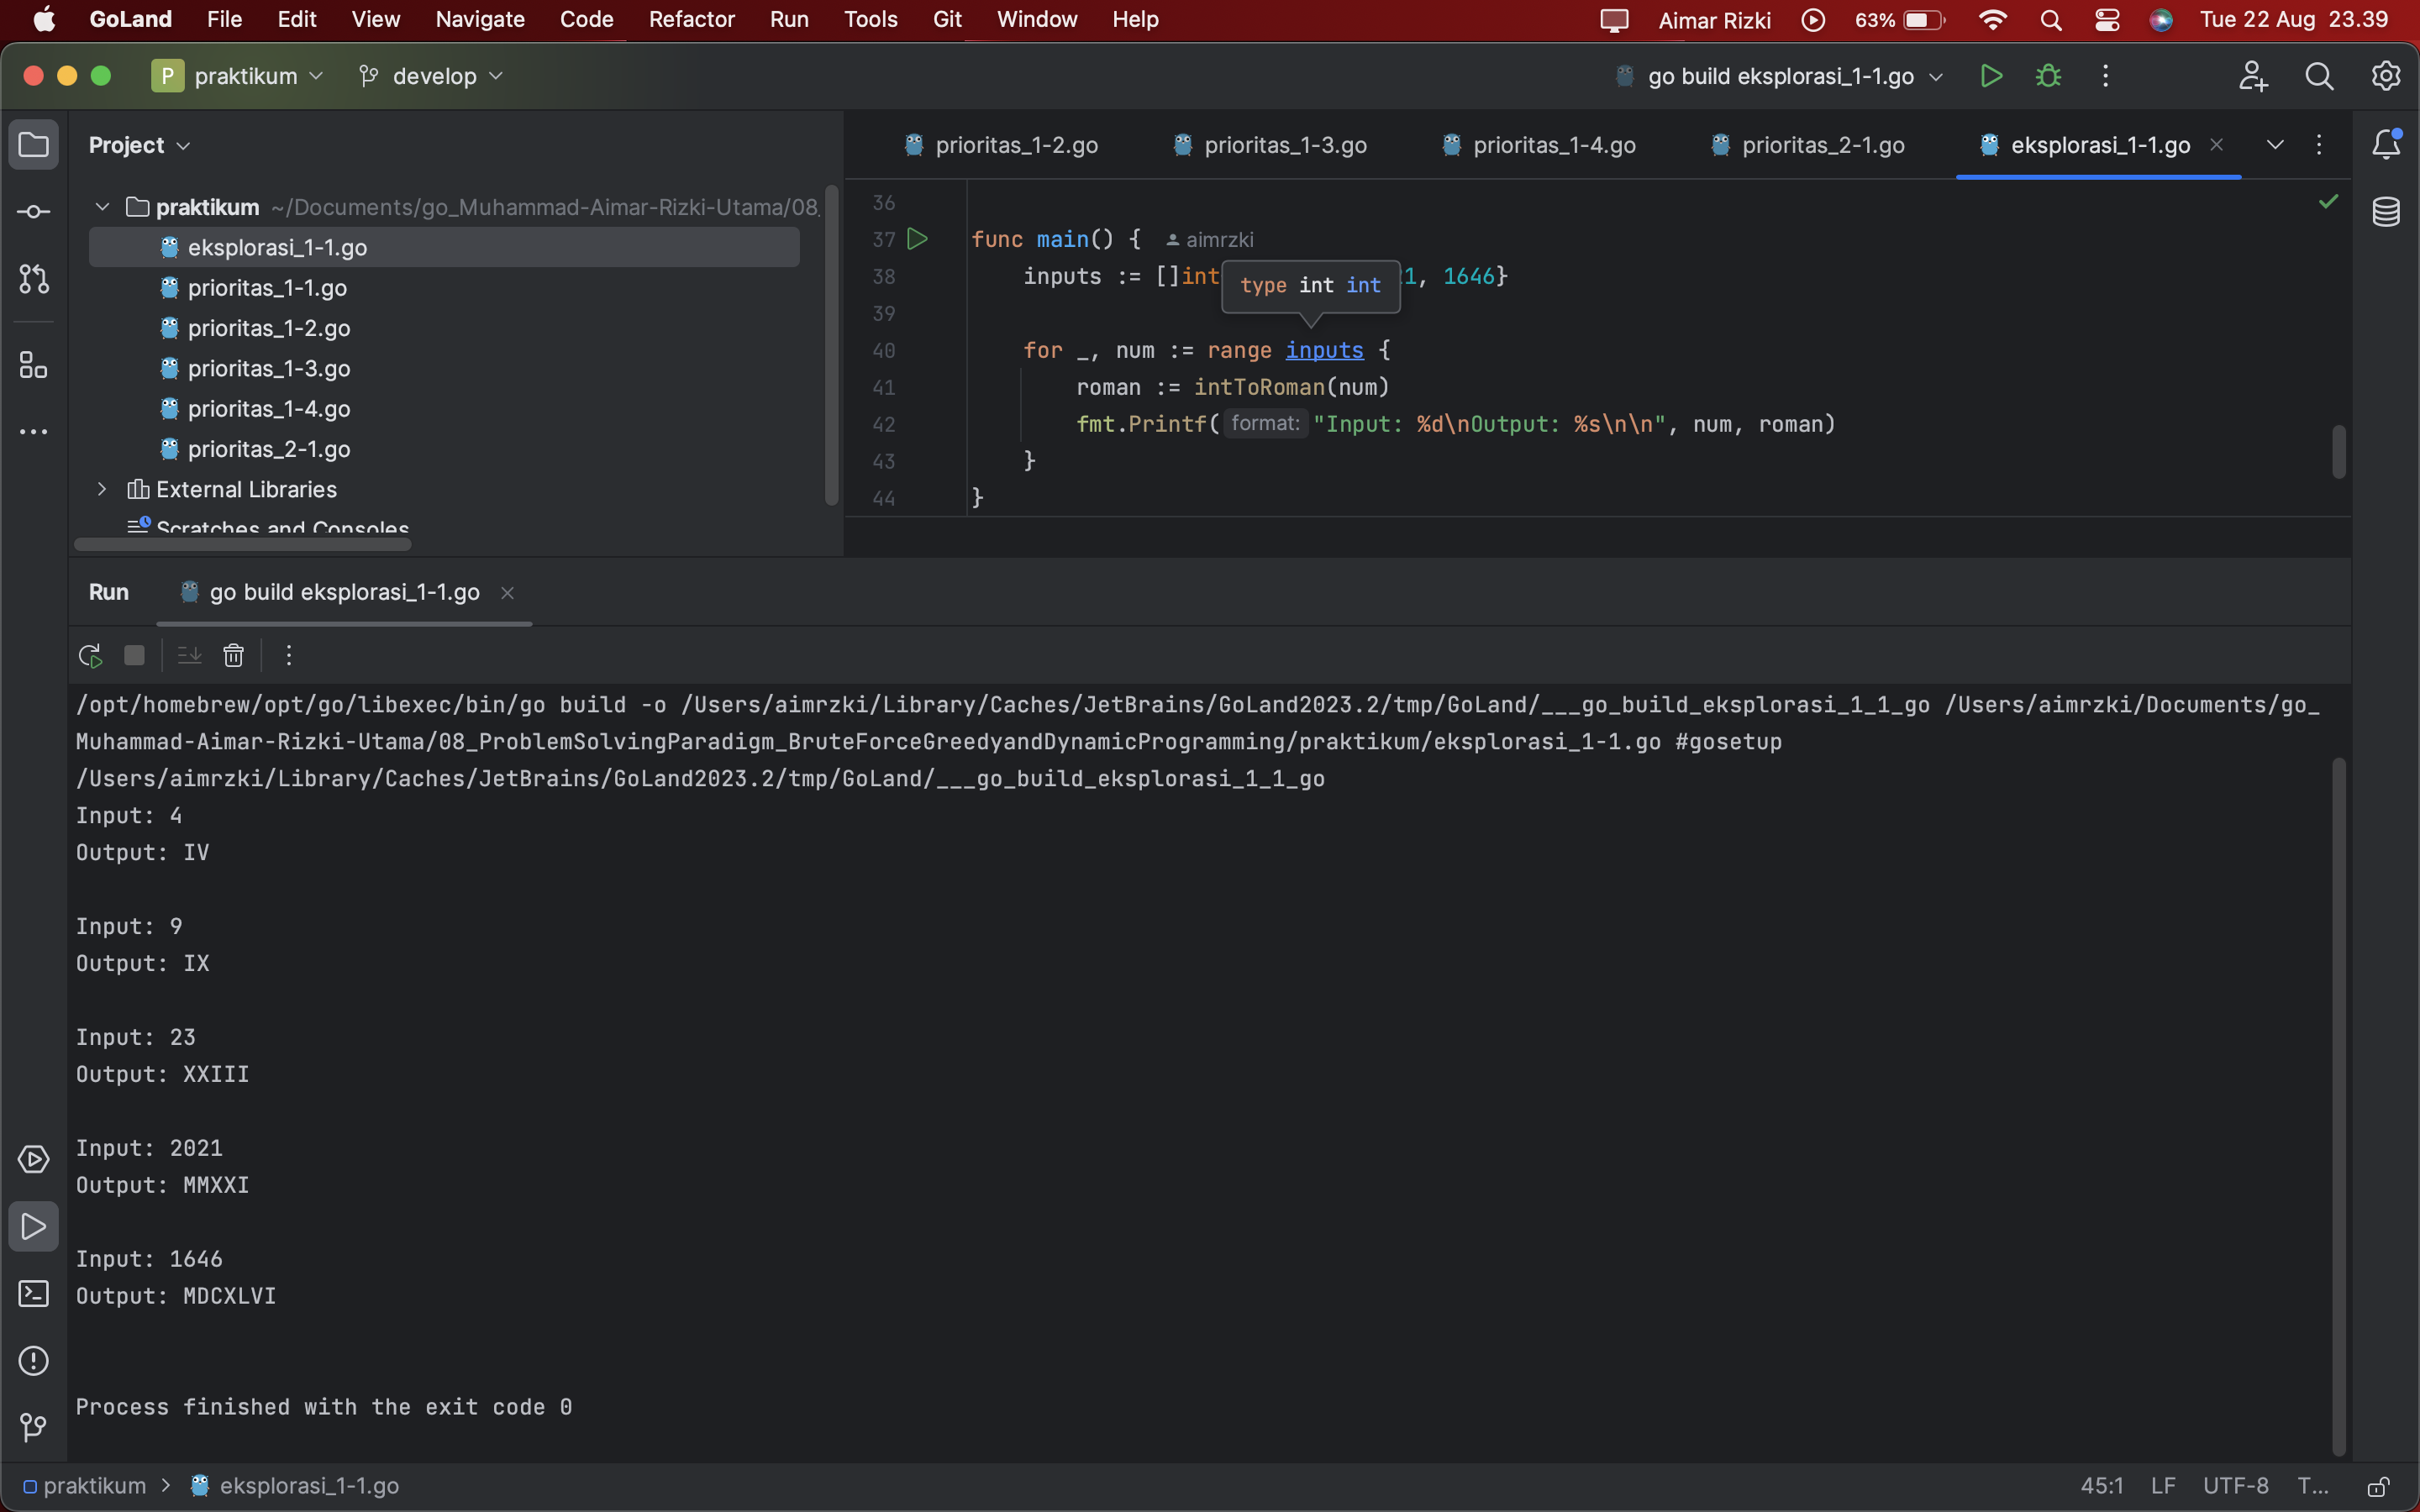 GoLand File Edit View Navigate Code Refactor Run Tools Git Window Help Aimar Rizki 63% Tue 22 Aug 23.39
P praktikum develop go build eksplorasi_1-1.go
Project
praktikum ~/Documents/go_Muhammad-Aimar-Rizki-Utama/08_
eksplorasi_1-1.go
prioritas_1-1.go
prioritas_1-2.go
prioritas_1-3.go
prioritas_1-4.go
prioritas_2-1.go
External Libraries
Scratches and Consoles
prioritas_1-2.go prioritas_1-3.go prioritas_1-4.go prioritas_2-1.go eksplorasi_1-1.go
36
37 func main() { aimrzki
38 inputs := []int 21, 1646}
type int int
39
40 for _, num := range inputs {
41 roman := intToRoman(num)
42 fmt.Printf( format: "Input: %d\nOutput: %s\n\n", num, roman)
43 }
44 }
Run go build eksplorasi_1-1.go
/opt/homebrew/opt/go/libexec/bin/go build -o /Users/aimrzki/Library/Caches/JetBrains/GoLand2023.2/tmp/GoLand/___go_build_eksplorasi_1_1_go /Users/aimrzki/Documents/go_
Muhammad-Aimar-Rizki-Utama/08_ProblemSolvingParadigm_BruteForceGreedyandDynamicProgramming/praktikum/eksplorasi_1-1.go #gosetup
/Users/aimrzki/Library/Caches/JetBrains/GoLand2023.2/tmp/GoLand/___go_build_eksplorasi_1_1_go
Input: 4
Output: IV
Input: 9
Output: IX
Input: 23
Output: XXIII
Input: 2021
Output: MMXXI
Input: 1646
Output: MDCXLVI
Process finished with the exit code 0
praktikum > eksplorasi_1-1.go 45:1 LF UTF-8 T...